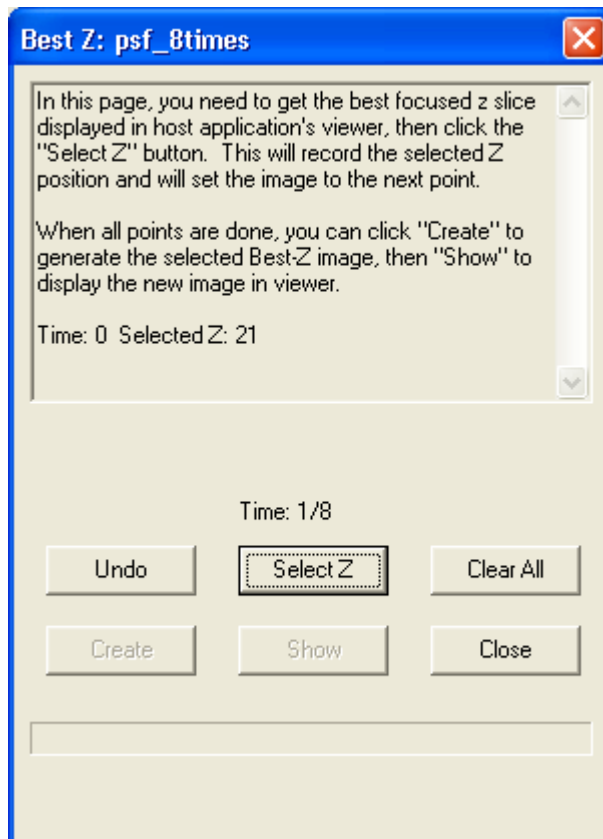 Best Z: psf_8times
In this page, you need to get the best focused z slice
displayed in host application's viewer, then click the
"Select Z" button.  This will record the selected Z
position and will set the image to the next point.
When all points are done, you can click "Create" to
generate the selected Best-Z image, then "Show" to
display the new image in viewer.
Time: 0  Selected Z: 21
Time: 1/8
Undo
Select Z
Clear All
Create
Show
Close